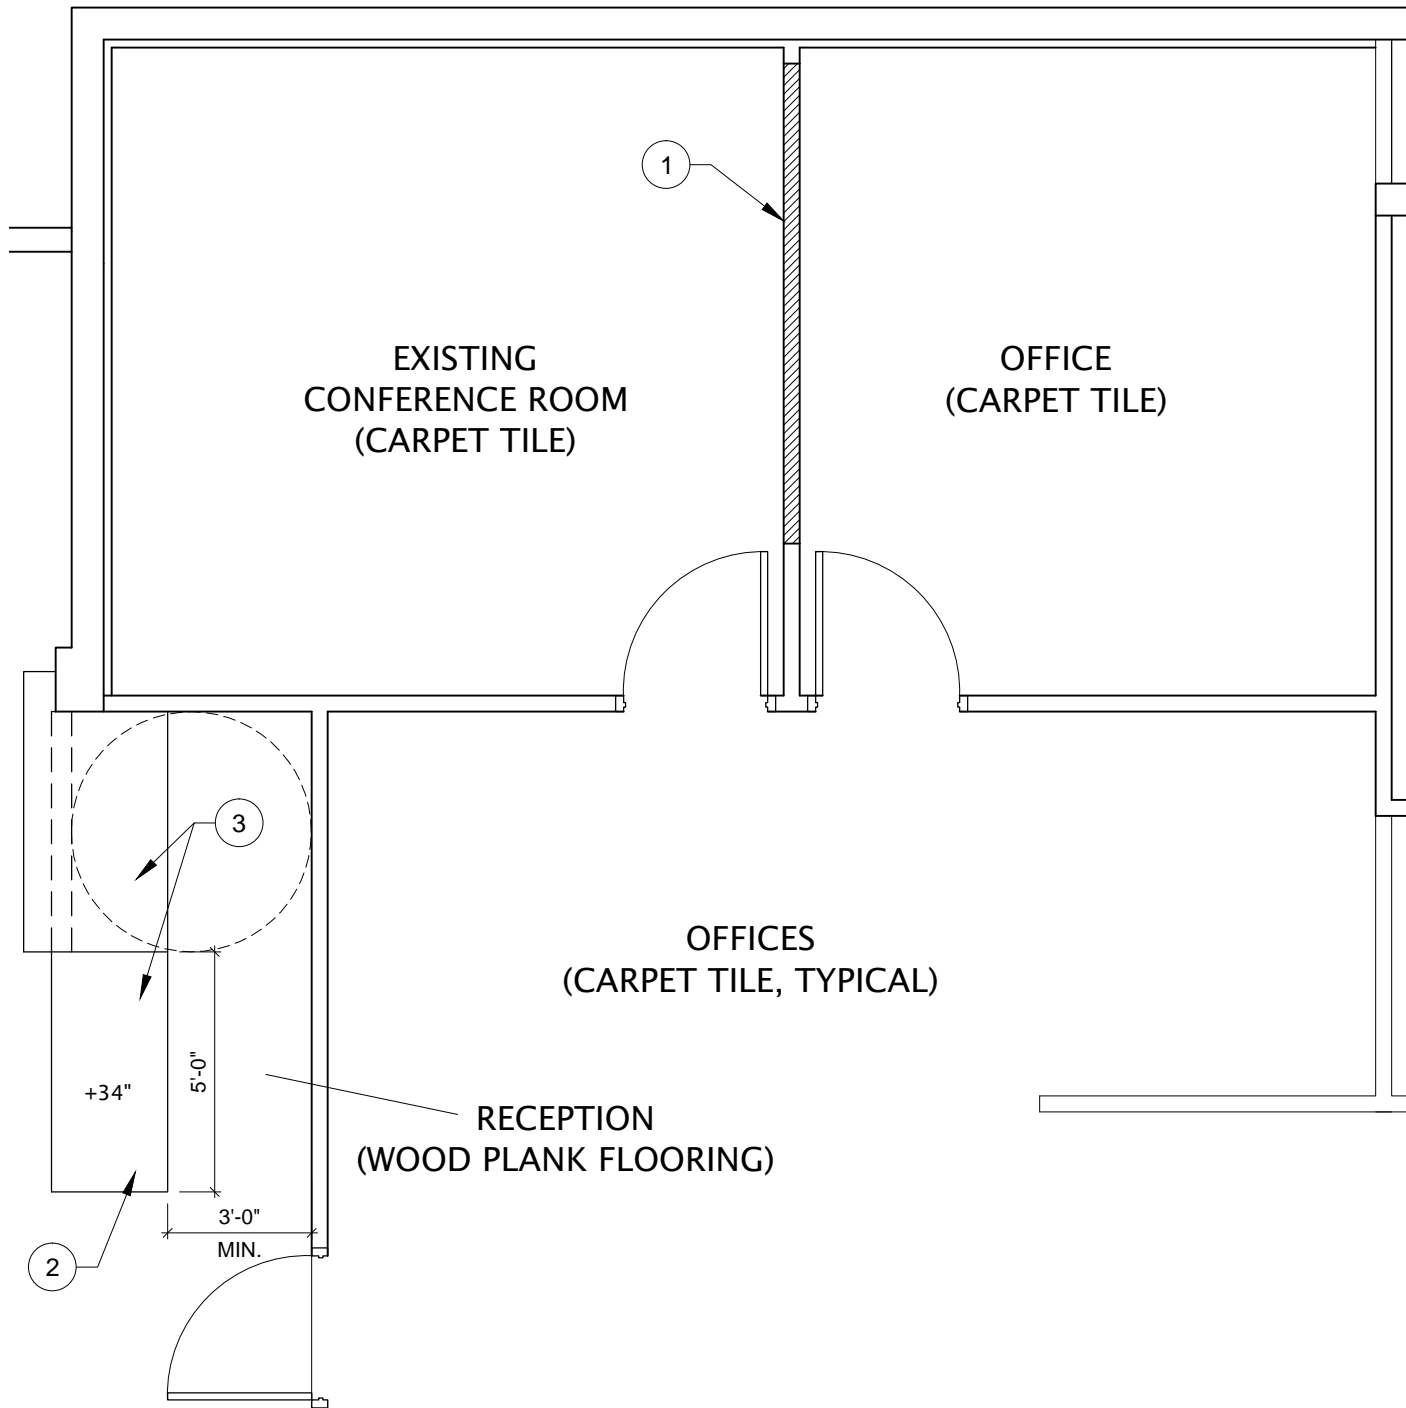 1
EXISTING
CONFERENCE ROOM
(CARPET TILE)
OFFICE
(CARPET TILE)
3
OFFICES
(CARPET TILE, TYPICAL)
5'-0"
+34"
RECEPTION
(WOOD PLANK FLOORING)
3'-0"
MIN.
2